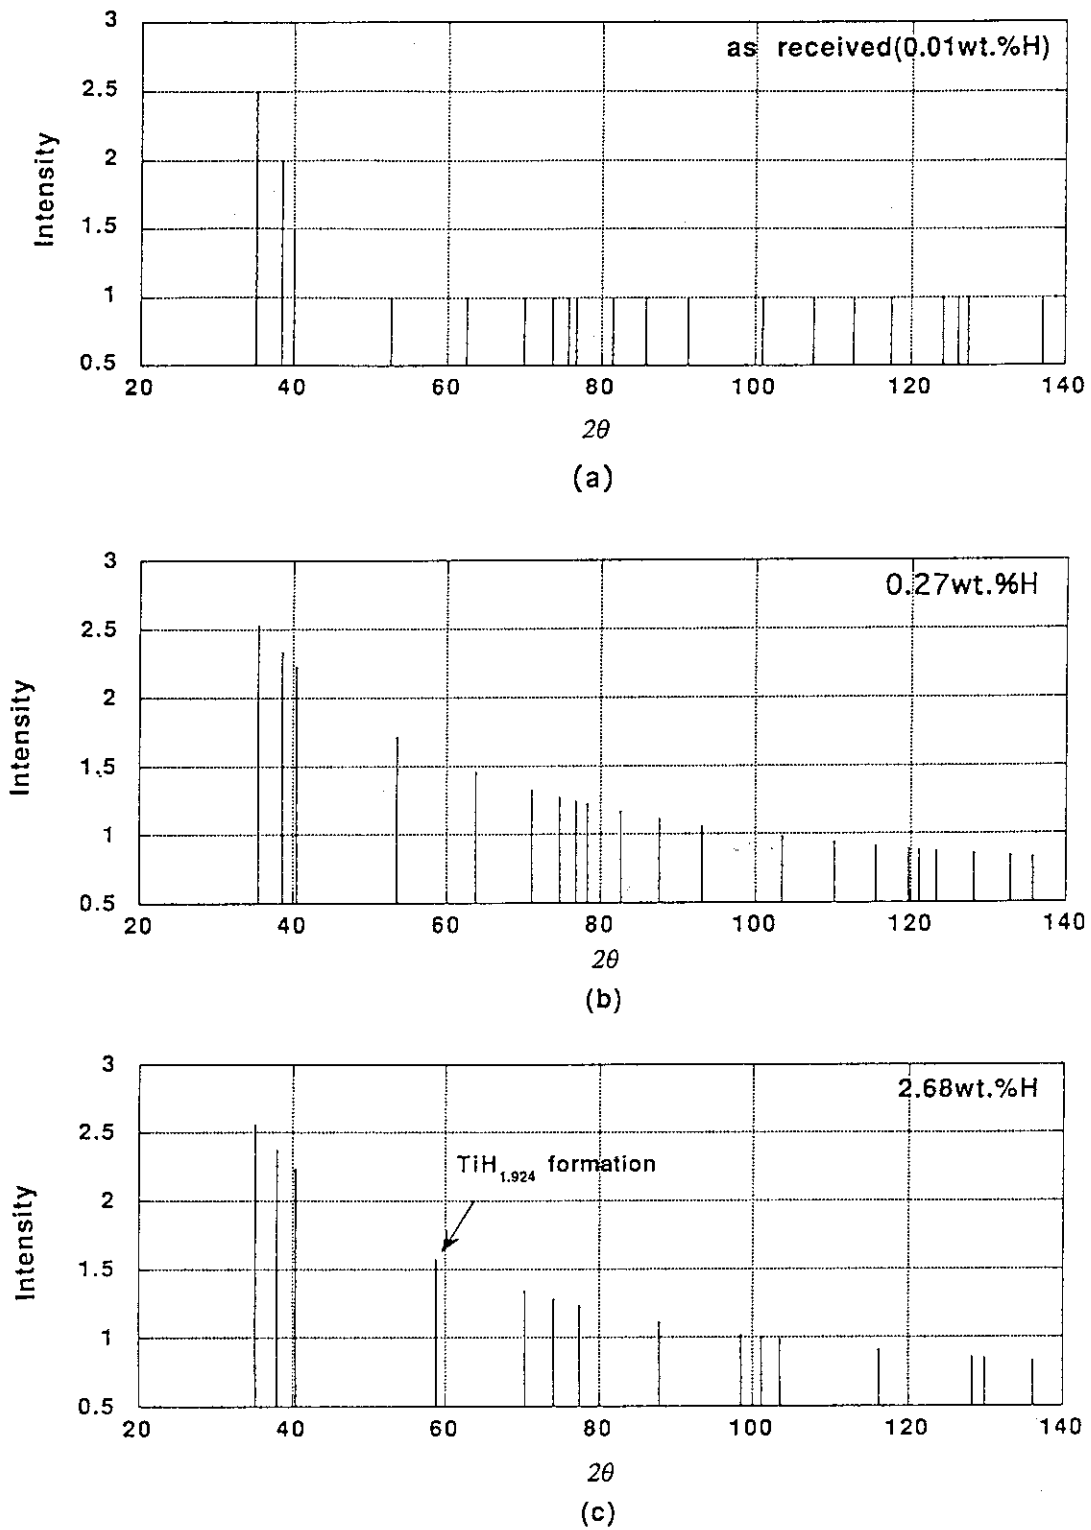 3
as received(0.01wt.%H)
2.5
2
1.5
1
0.5
Intensity
20 40 60 80 100 120 140
2θ
(a)
3
0.27wt.%H
2.5
2
1.5
1
0.5
Intensity
20 40 60 80 100 120 140
2θ
(b)
3
2.68wt.%H
2.5
TiH1.924 formation
2
1.5
1
0.5
Intensity
20 40 60 80 100 120 140
2θ
(c)